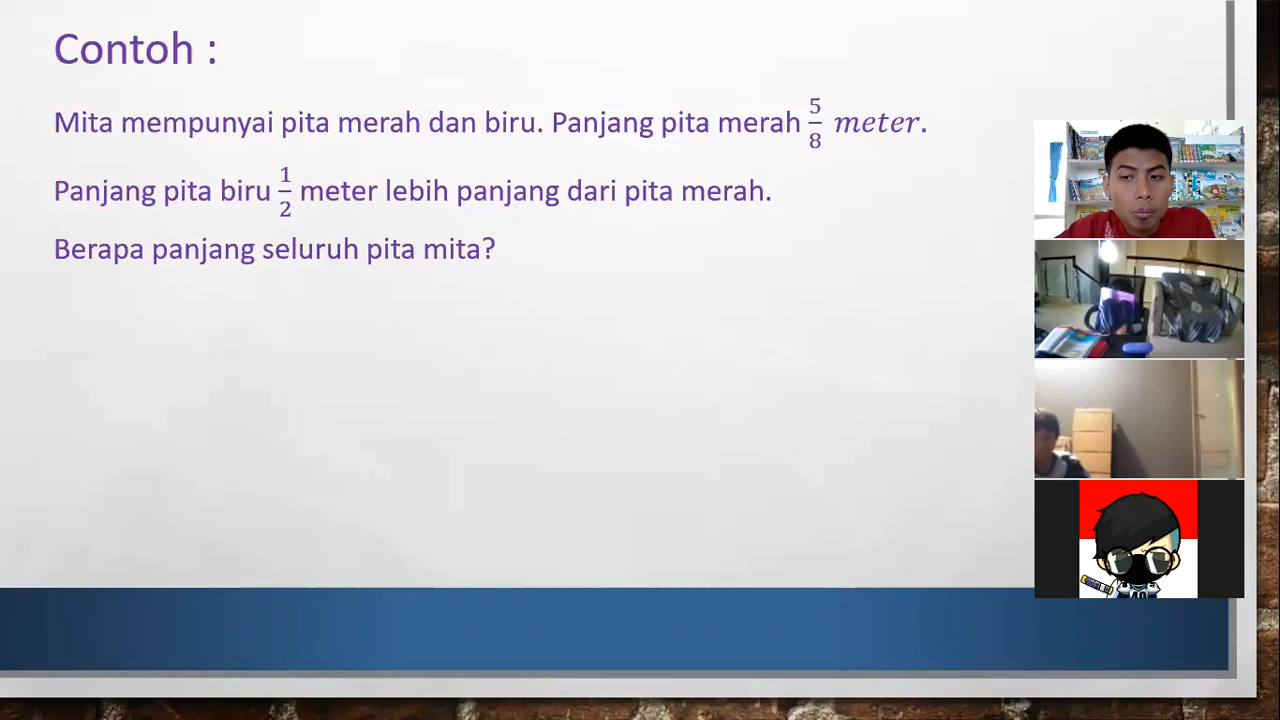 Contoh :
Mita mempunyai pita merah dan biru. Panjang pita merah 5/8 meter.
Panjang pita biru 1/2 meter lebih panjang dari pita merah.
Berapa panjang seluruh pita mita?